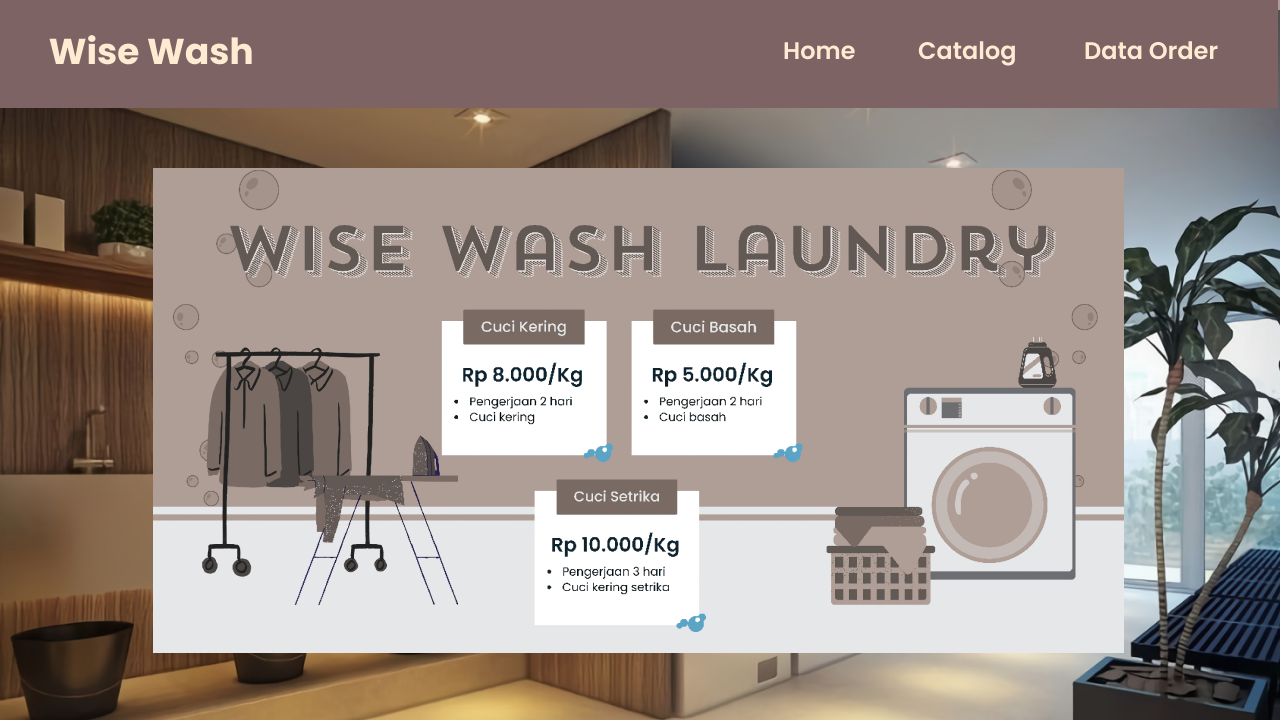 Wise Wash
Home
Catalog
Data Order
WISE WASH LAUNDRY
Cuci Kering
Rp 8.000/Kg
• Pengerjaan 2 hari
• Cuci kering
Cuci Basah
Rp 5.000/Kg
• Pengerjaan 2 hari
• Cuci basah
Cuci Setrika
Rp 10.000/Kg
• Pengerjaan 3 hari
• Cuci kering setrika